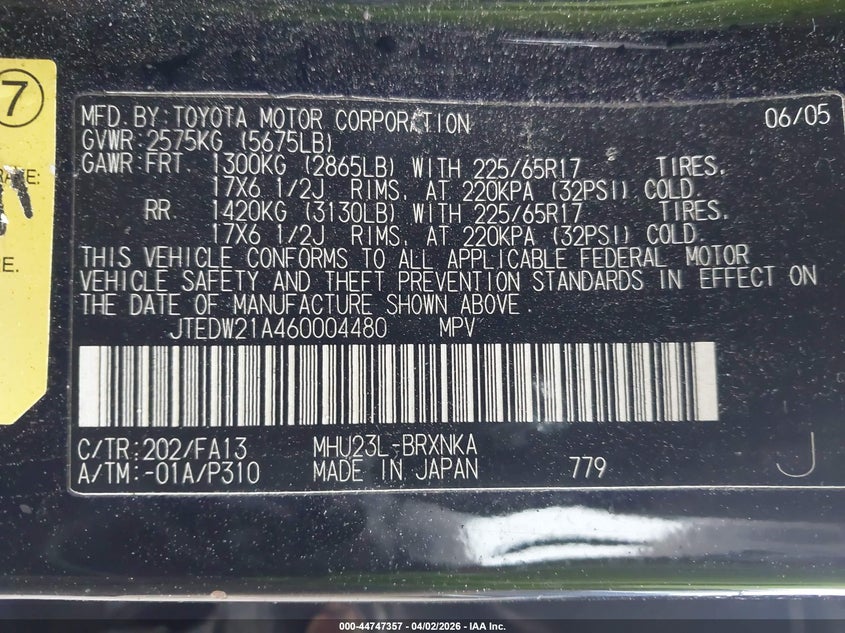 7
MFD.BY:TOYOTA MOTOR CORPORATION 06/05
GVWR:2575KG (5675LB)
GAWR FRT. 1300KG (2865LB) WITH 225/65R17 TIRES.
17X6 1/2J RIMS. AT 220KPA (32PSI) COLD.
RR 1420KG (3130LB) WITH 225/65R17 TIRES.
17X6 1/2J RIMS. AT 220KPA (32PSI) COLD.
THIS VEHICLE CONFORMS TO ALL APPLICABLE FEDERAL MOTOR
VEHICLE SAFETY AND THEFT PREVENTION STANDARDS IN EFFECT ON
THE DATE OF MANUFACTURE SHOWN ABOVE.
JTEDW21A460004480 MPV
C/TR:202/FA13 MHU23L-BRXNKA
A/TM:-01A/P310 MADE IN JAPAN 779 J
000-44747357 - 04/02/2026 - IAA Inc.